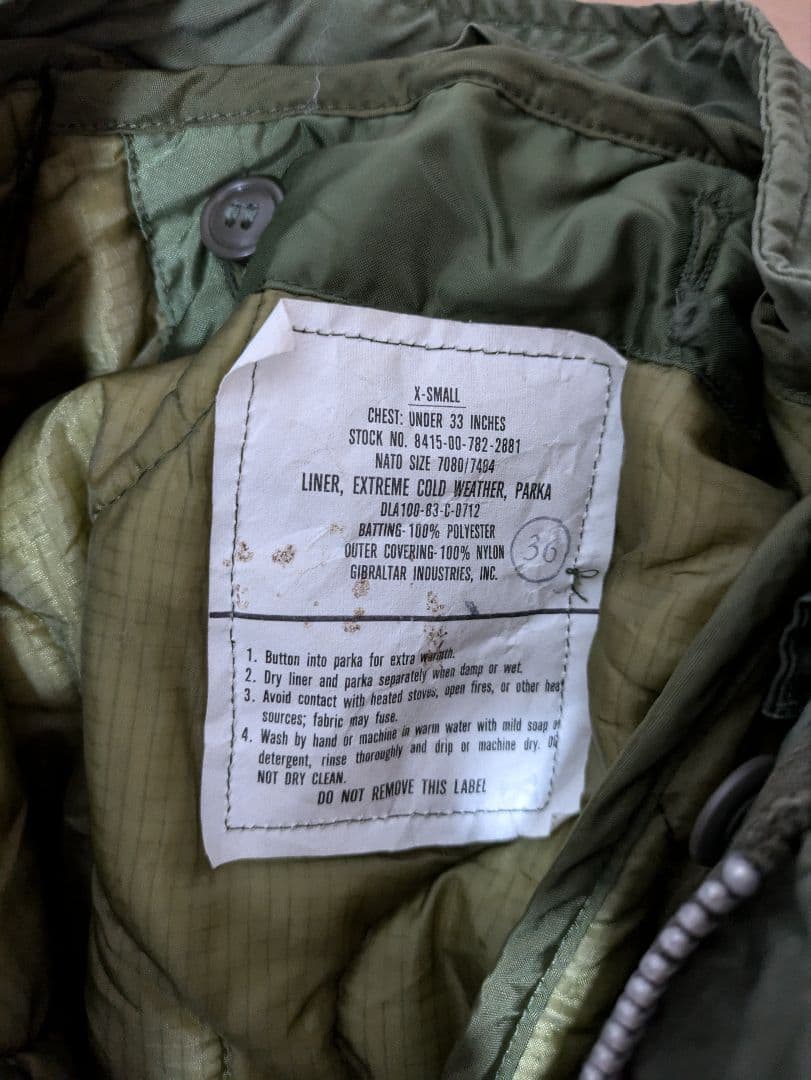 X-SMALL
CHEST: UNDER 33 INCHES
STOCK NO. 8415-00-782-2881
NATO SIZE 7080/7494
LINER, EXTREME COLD WEATHER, PARKA
DLA100-83-C-0712
BATTING-100% POLYESTER
OUTER COVERING-100% NYLON
36
GIBRALTAR INDUSTRIES, INC.
1. Button into parka for extra warmth.
2. Dry liner and parka separately when damp or wet.
3. Avoid contact with heated stoves, open fires, or other heat
sources; fabric may fuse.
4. Wash by hand or machine in warm water with mild soap or
detergent, rinse thoroughly and drip or machine dry. DO
NOT DRY CLEAN.
DO NOT REMOVE THIS LABEL